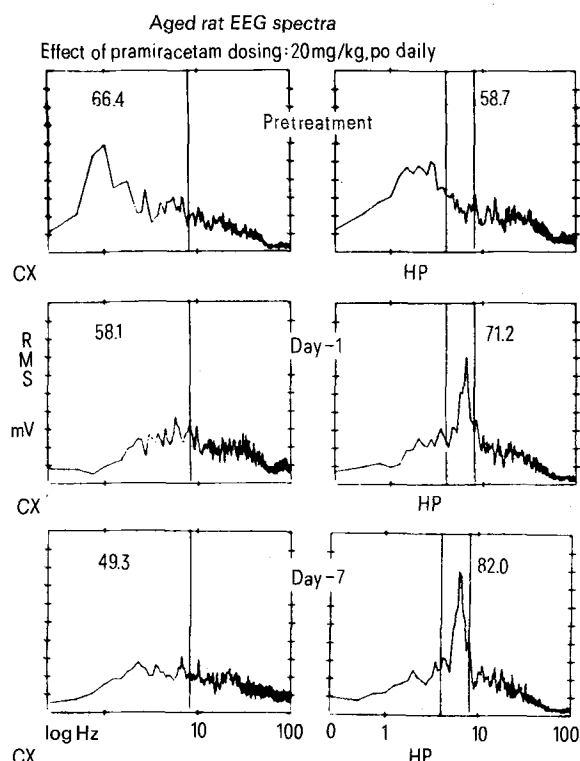 Aged rat EEG spectra
Effect of pramiracetam dosing: 20mg/kg, po daily
66.4
58.7
Pretreatment
CX
HP
58.1
71.2
Day-1
RMS
mV
CX
HP
49.3
82.0
Day-7
log Hz 10 100 0 1 10 100
CX
HP